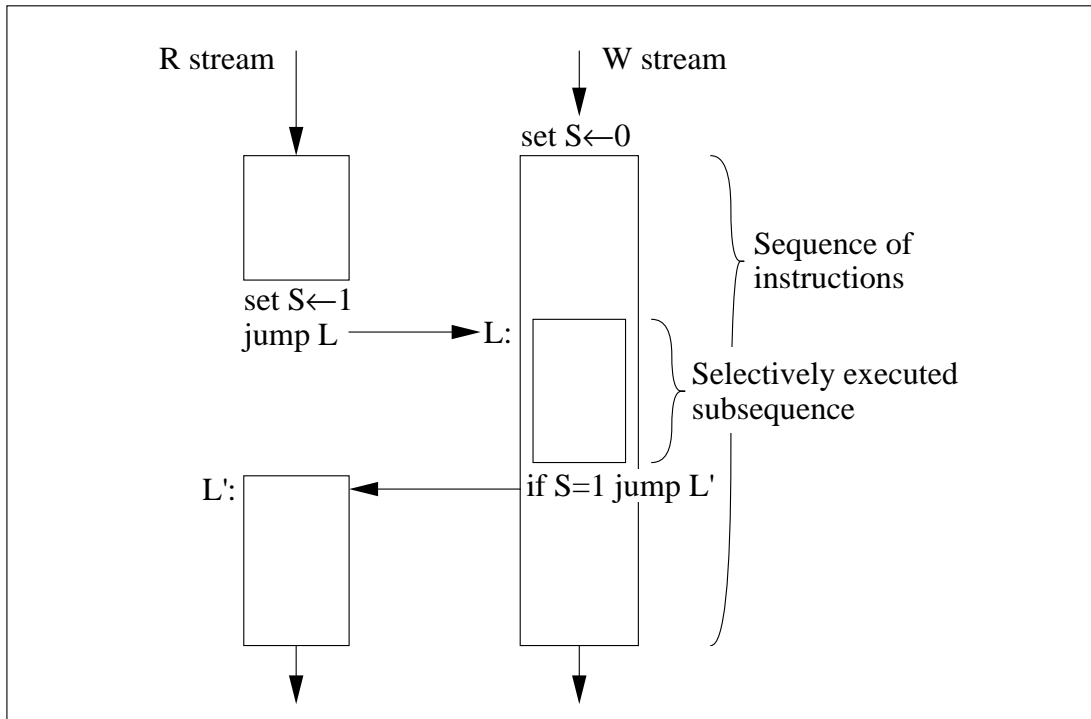 R stream
W stream
set S←0
Sequence of
instructions
set S←1
jump L
L:
Selectively executed
subsequence
L':
if S=1 jump L'